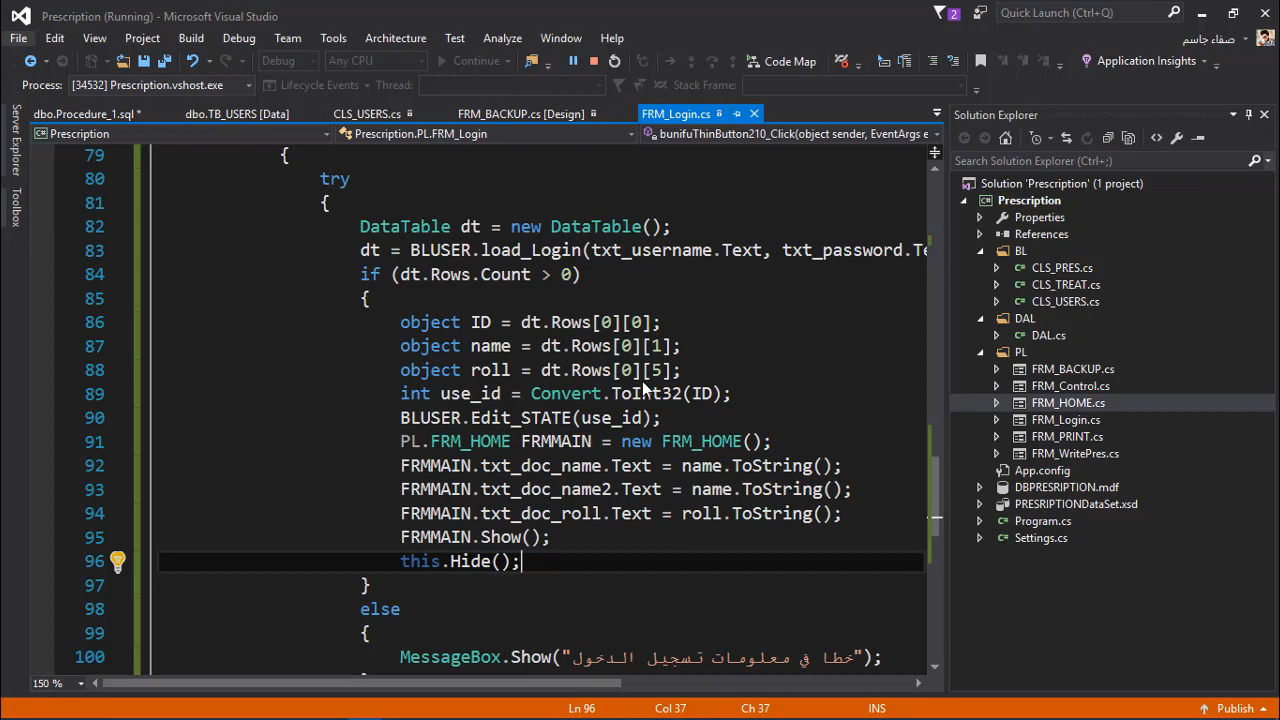 Prescription (Running) - Microsoft Visual Studio
2
Quick Launch (Ctrl+Q)
File Edit View Project Build Debug Team Tools Architecture Test Analyze Window Help
صفاء جاسم
Debug Any CPU Continue Code Map Application Insights
Process: [34532] Prescription.vshost.exe Lifecycle Events Thread: Stack Frame:
dbo.Procedure_1.sql* dbo.TB_USERS [Data] CLS_USERS.cs FRM_BACKUP.cs [Design] FRM_Login.cs
Prescription Prescription.PL.FRM_Login bunifuThinButton210_Click(object sender, EventArgs e
Server Explorer
Toolbox
79 {
80 try
81 {
82 DataTable dt = new DataTable();
83 dt = BLUSER.load_Login(txt_username.Text, txt_password.Te
84 if (dt.Rows.Count > 0)
85 {
86 object ID = dt.Rows[0][0];
87 object name = dt.Rows[0][1];
88 object roll = dt.Rows[0][5];
89 int use_id = Convert.ToInt32(ID);
90 BLUSER.Edit_STATE(use_id);
91 PL.FRM_HOME FRMMAIN = new FRM_HOME();
92 FRMMAIN.txt_doc_name.Text = name.ToString();
93 FRMMAIN.txt_doc_name2.Text = name.ToString();
94 FRMMAIN.txt_doc_roll.Text = roll.ToString();
95 FRMMAIN.Show();
96 this.Hide();
97 }
98 else
99 {
100 MessageBox.Show("خطا في معلومات تسجيل الدخول");
150 %
Solution Explorer
Search Solution Explorer (Ctrl+;)
Solution 'Prescription' (1 project)
Prescription
Properties
References
BL
CLS_PRES.cs
CLS_TREAT.cs
CLS_USERS.cs
DAL
DAL.cs
PL
FRM_BACKUP.cs
FRM_Control.cs
FRM_HOME.cs
FRM_Login.cs
FRM_PRINT.cs
FRM_WritePres.cs
App.config
DBPRESRIPTION.mdf
PRESRIPTIONDataSet.xsd
Program.cs
Settings.cs
Ln 96 Col 37 Ch 37 INS Publish